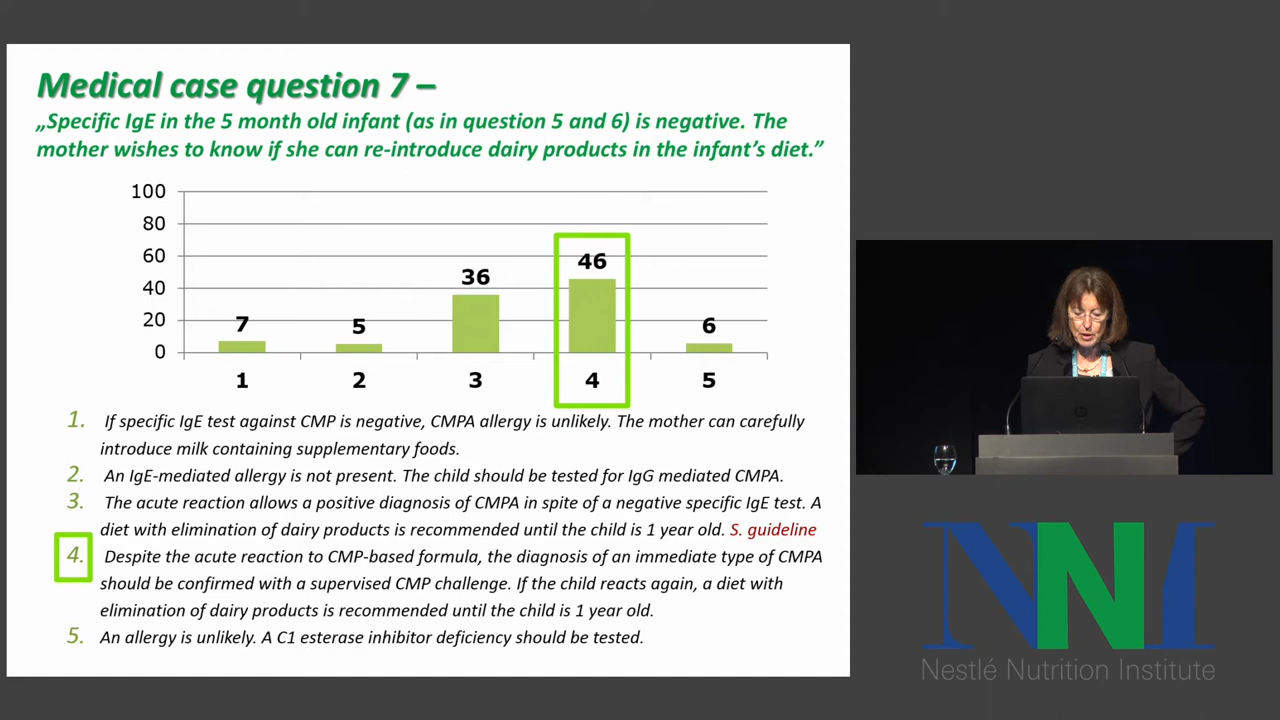 Medical case question 7 –
„Specific IgE in the 5 month old infant (as in question 5 and 6) is negative. The
mother wishes to know if she can re-introduce dairy products in the infant’s diet.”
100
80
60
40
20
0
7
5
36
46
6
1
2
3
4
5
1. If specific IgE test against CMP is negative, CMPA allergy is unlikely. The mother can carefully
introduce milk containing supplementary foods.
2. An IgE-mediated allergy is not present. The child should be tested for IgG mediated CMPA.
3. The acute reaction allows a positive diagnosis of CMPA in spite of a negative specific IgE test. A
diet with elimination of dairy products is recommended until the child is 1 year old. S. guideline
4. Despite the acute reaction to CMP-based formula, the diagnosis of an immediate type of CMPA
should be confirmed with a supervised CMP challenge. If the child reacts again, a diet with
elimination of dairy products is recommended until the child is 1 year old.
5. An allergy is unlikely. A C1 esterase inhibitor deficiency should be tested.
NNI
Nestlé Nutrition Institute